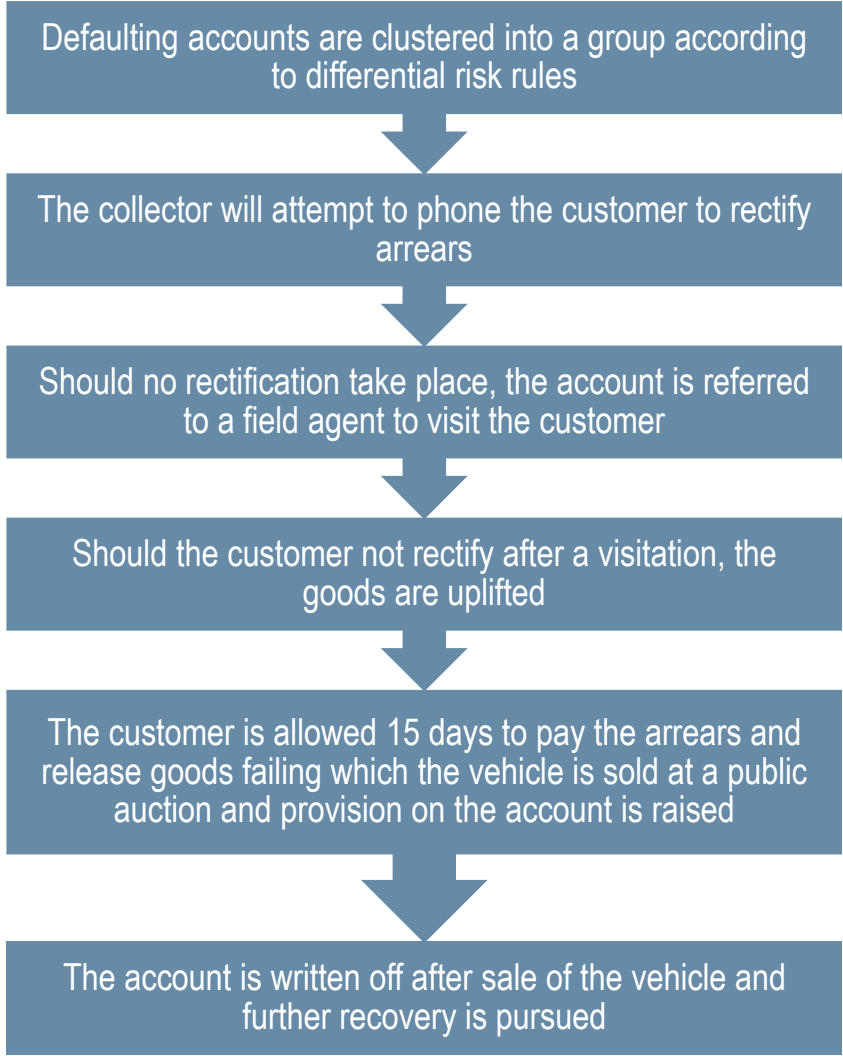 Defaulting accounts are clustered into a group according
to differential risk rules
The collector will attempt to phone the customer to rectify
arrears
Should no rectification take place, the account is referred
to a field agent to visit the customer
Should the customer not rectify after a visitation, the
goods are uplifted
The customer is allowed 15 days to pay the arrears and
release goods failing which the vehicle is sold at a public
auction and provision on the account is raised
The account is written off after sale of the vehicle and
further recovery is pursued